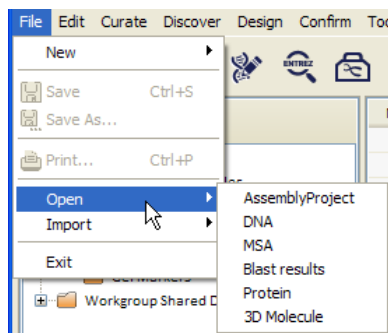 File Edit Curate Discover Design Confirm
New
ENTREZ
Save Ctrl+S
Save As...
Print... Ctrl+P
Open
AssemblyProject
Import
DNA
MSA
Exit
Blast results
Workgroup Shared D
Protein
3D Molecule